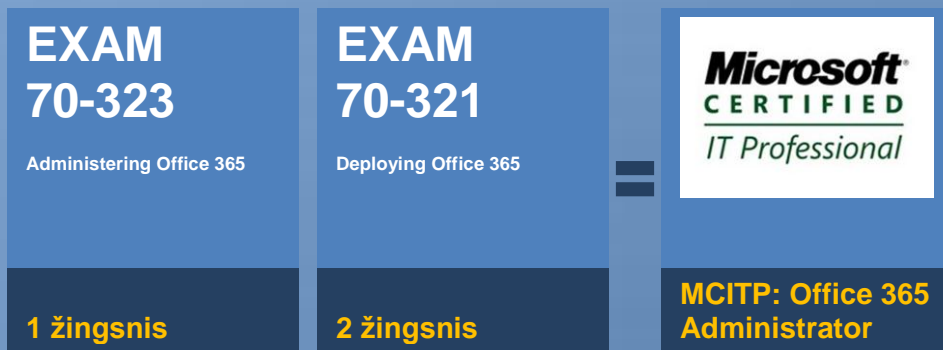 EXAM
70-323
Administering Office 365
1 žingsnis
EXAM
70-321
Deploying Office 365
2 žingsnis
=
Microsoft
CERTIFIED
IT Professional
MCITP: Office 365
Administrator